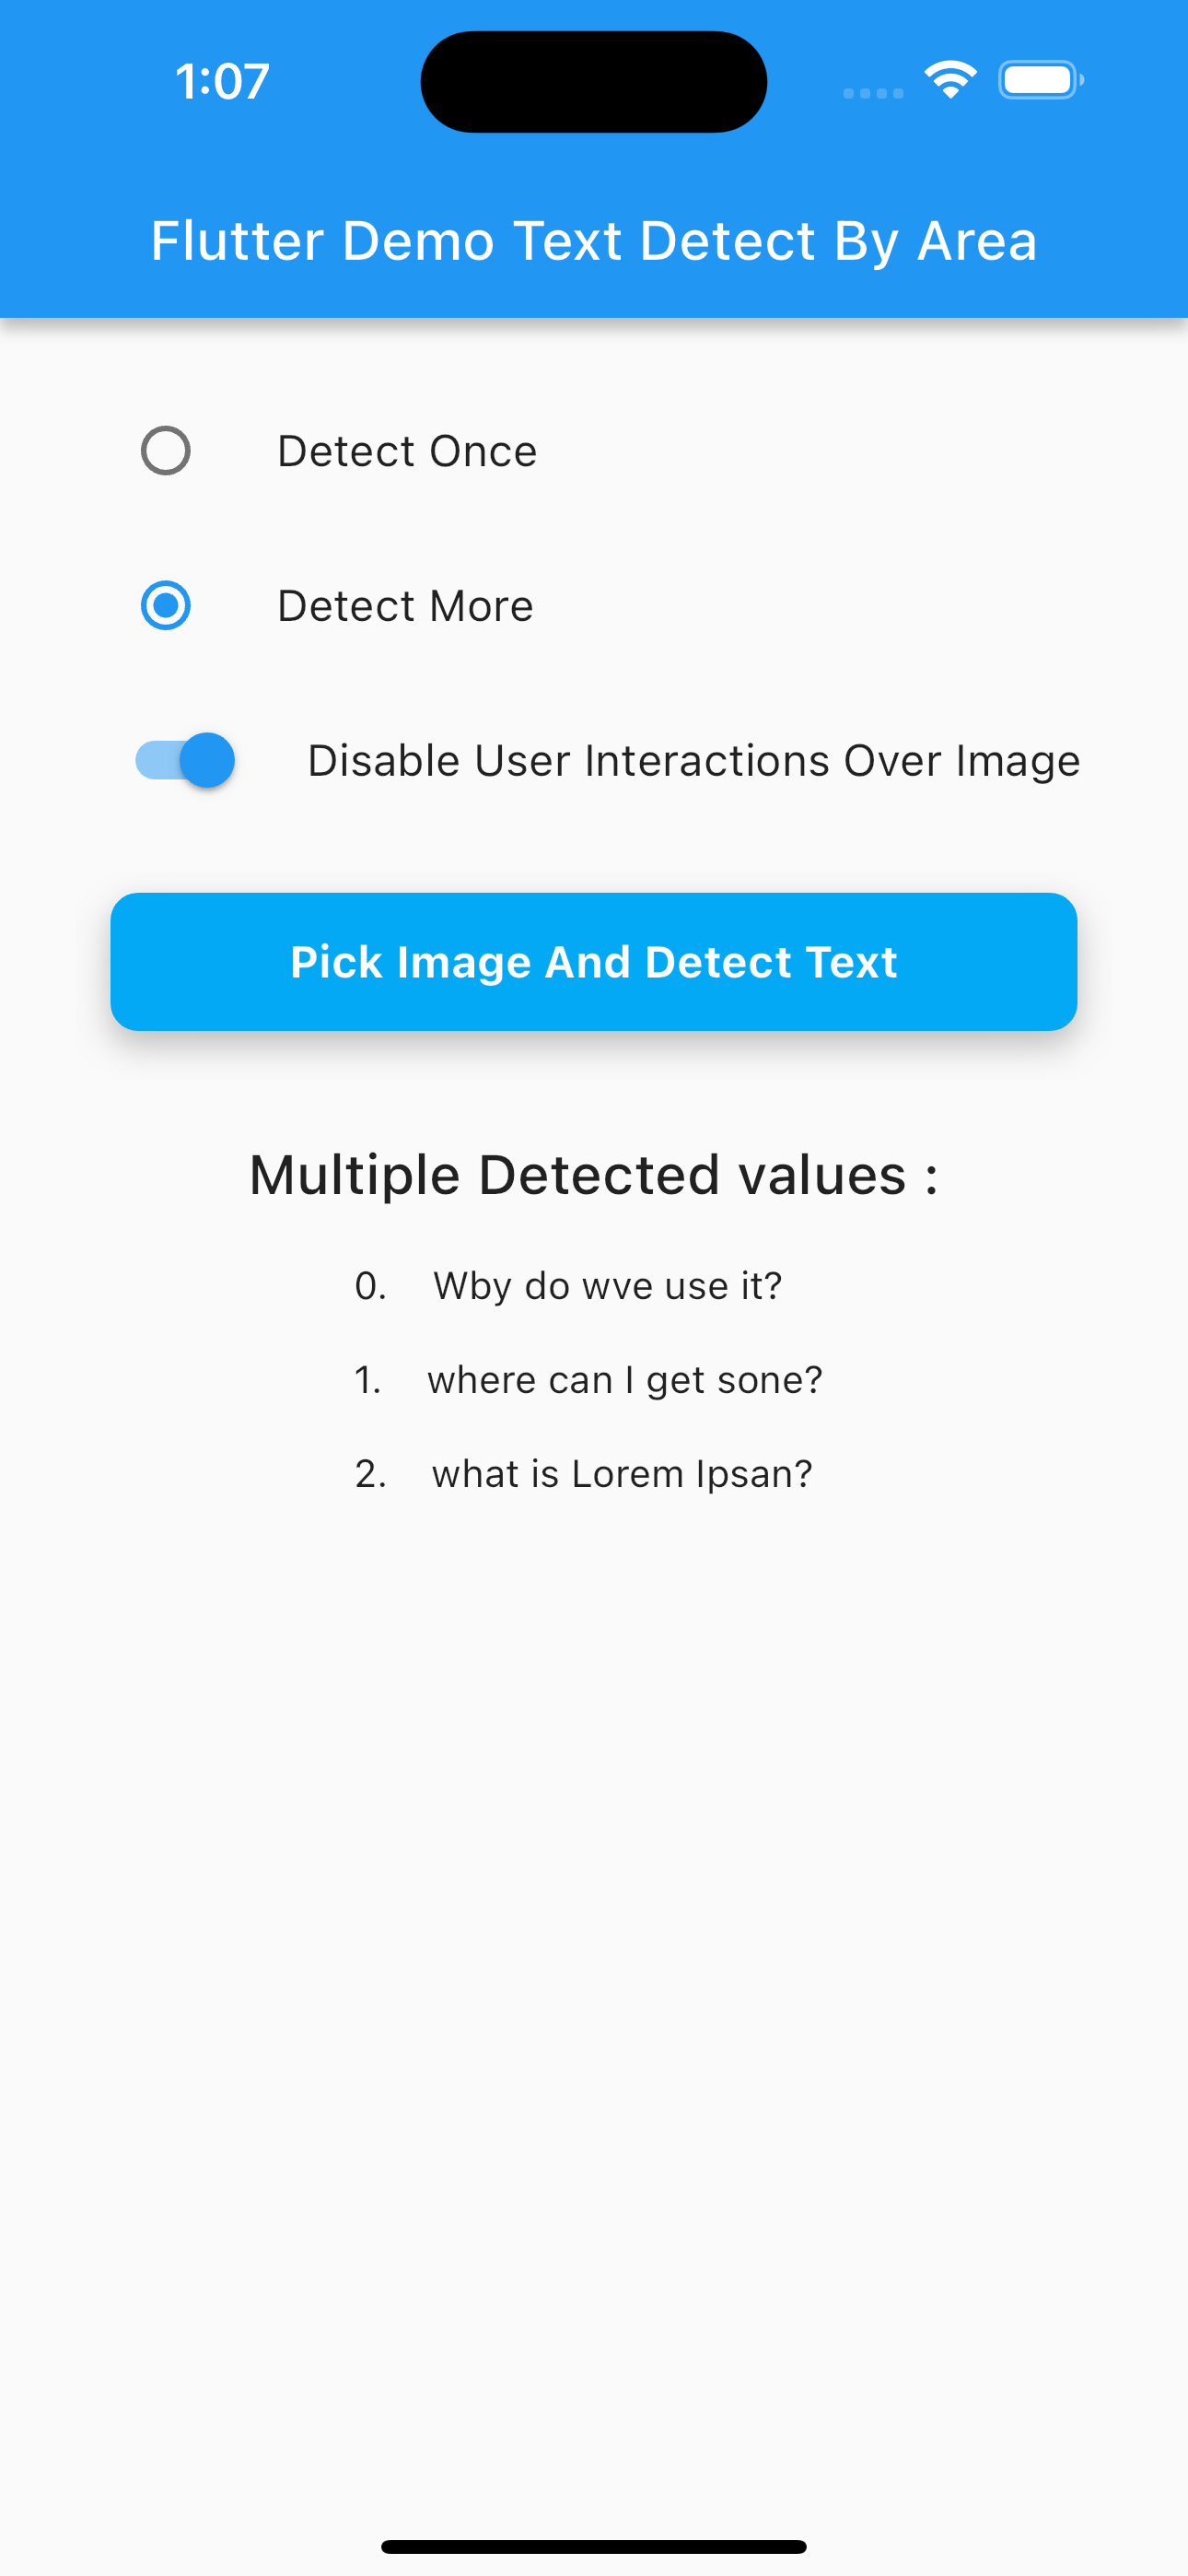 1:07
Flutter Demo Text Detect By Area
Detect Once
Detect More
Disable User Interactions Over Image
Pick Image And Detect Text
Multiple Detected values :
0. Wby do wve use it?
1. where can I get sone?
2. what is Lorem Ipsan?